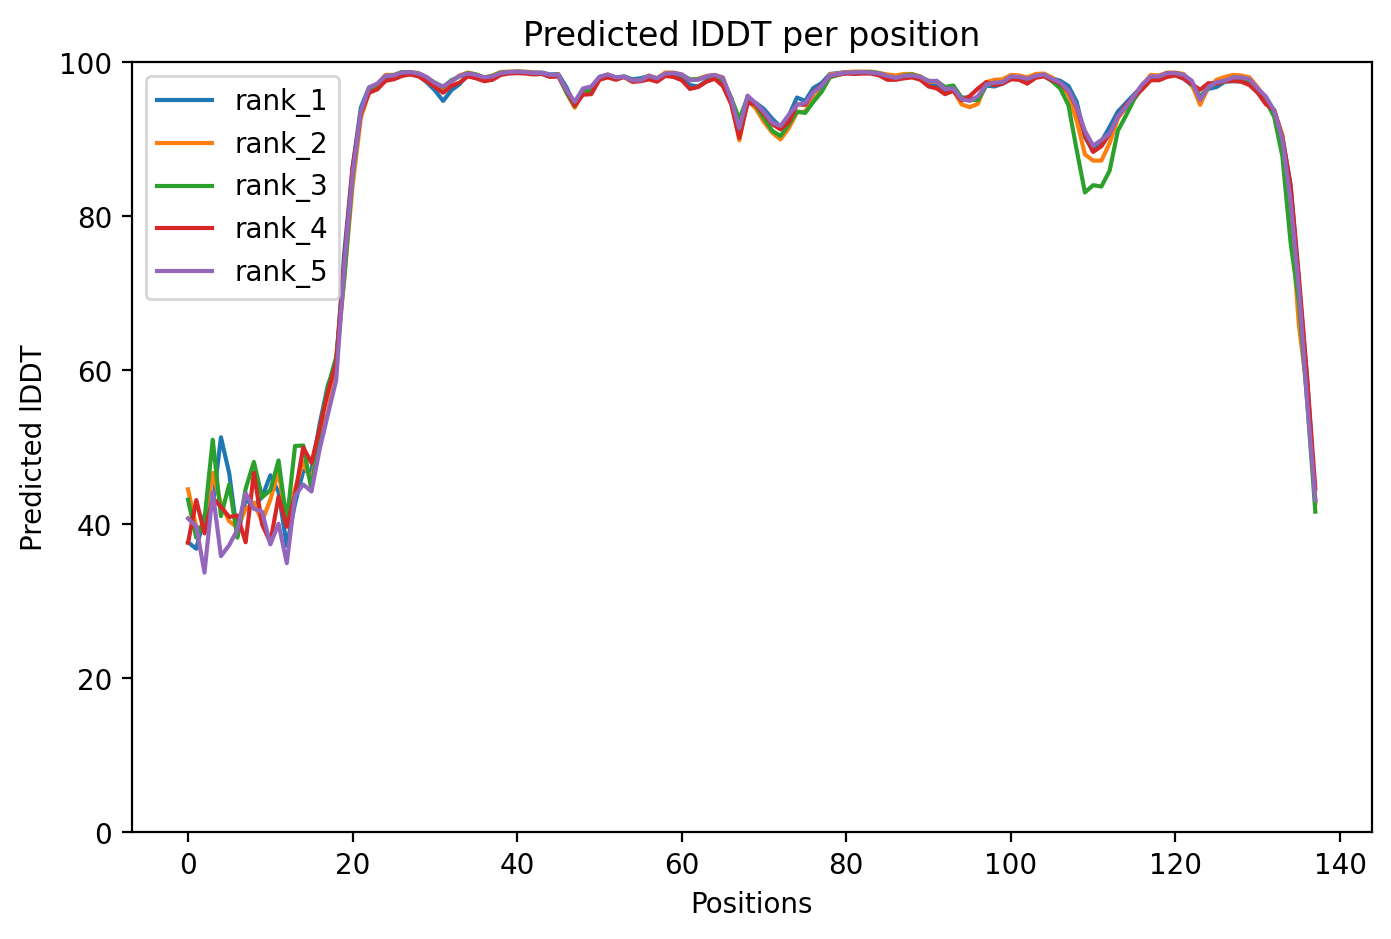 Predicted lDDT per position
Predicted lDDT
100
80
60
40
20
0
rank_1
rank_2
rank_3
rank_4
rank_5
0 20 40 60 80 100 120 140
Positions